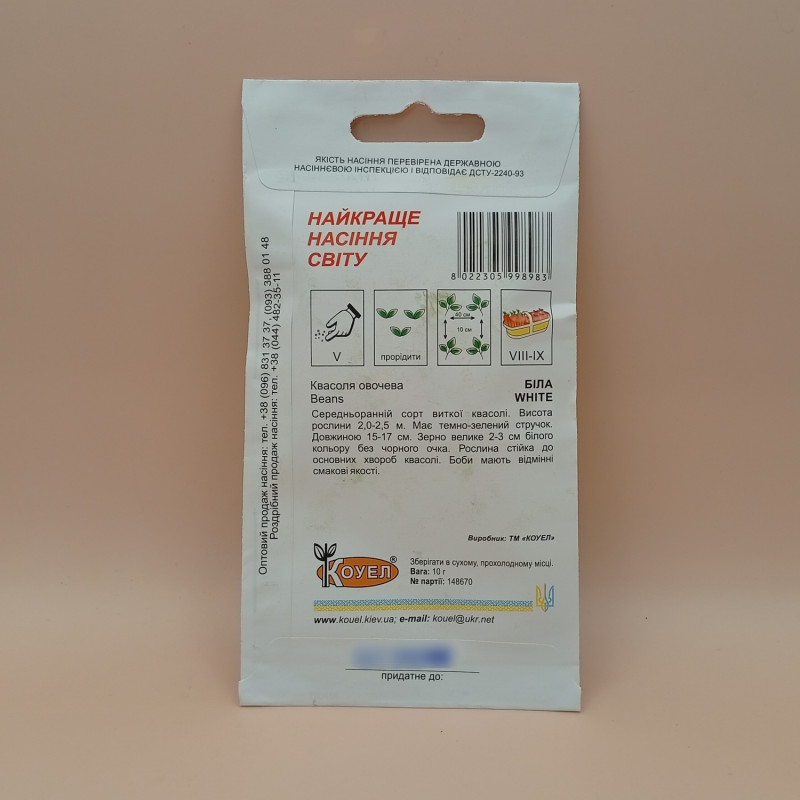 ЯКІСТЬ НАСІННЯ ПЕРЕВІРЕНА ДЕРЖАВНОЮ
НАСІННЄВОЮ ІНСПЕКЦІЄЮ І ВІДПОВІДАЄ ДСТУ-2240-93
НАЙКРАЩЕ
НАСІННЯ
СВІТУ
8 022305 998983
V
прорідити
40 см
10 см
VIII-IX
Квасоля овочева БІЛА
Beans WHITE
Середньоранній сорт виткої квасолі. Висота
рослини 2,0-2,5 м. Має темно-зелений стручок.
Довжиною 15-17 см. Зерно велике 2-3 см білого
кольору без чорного очка. Рослина стійка до
основних хвороб квасолі. Боби мають відмінні
смакові якості.
Оптовий продаж насіння: тел. +38 (096) 831 37 37, (093) 388 01 48
Роздрібний продаж насіння: тел. +38 (044) 482-35-11
Виробник: ТМ «КОУЕЛ»
КОУЕЛ®
Зберігати в сухому, прохолодному місці.
Вага: 10 г
№ партії: 148670
www.kouel.kiev.ua; e-mail: kouel@ukr.net
придатне до: